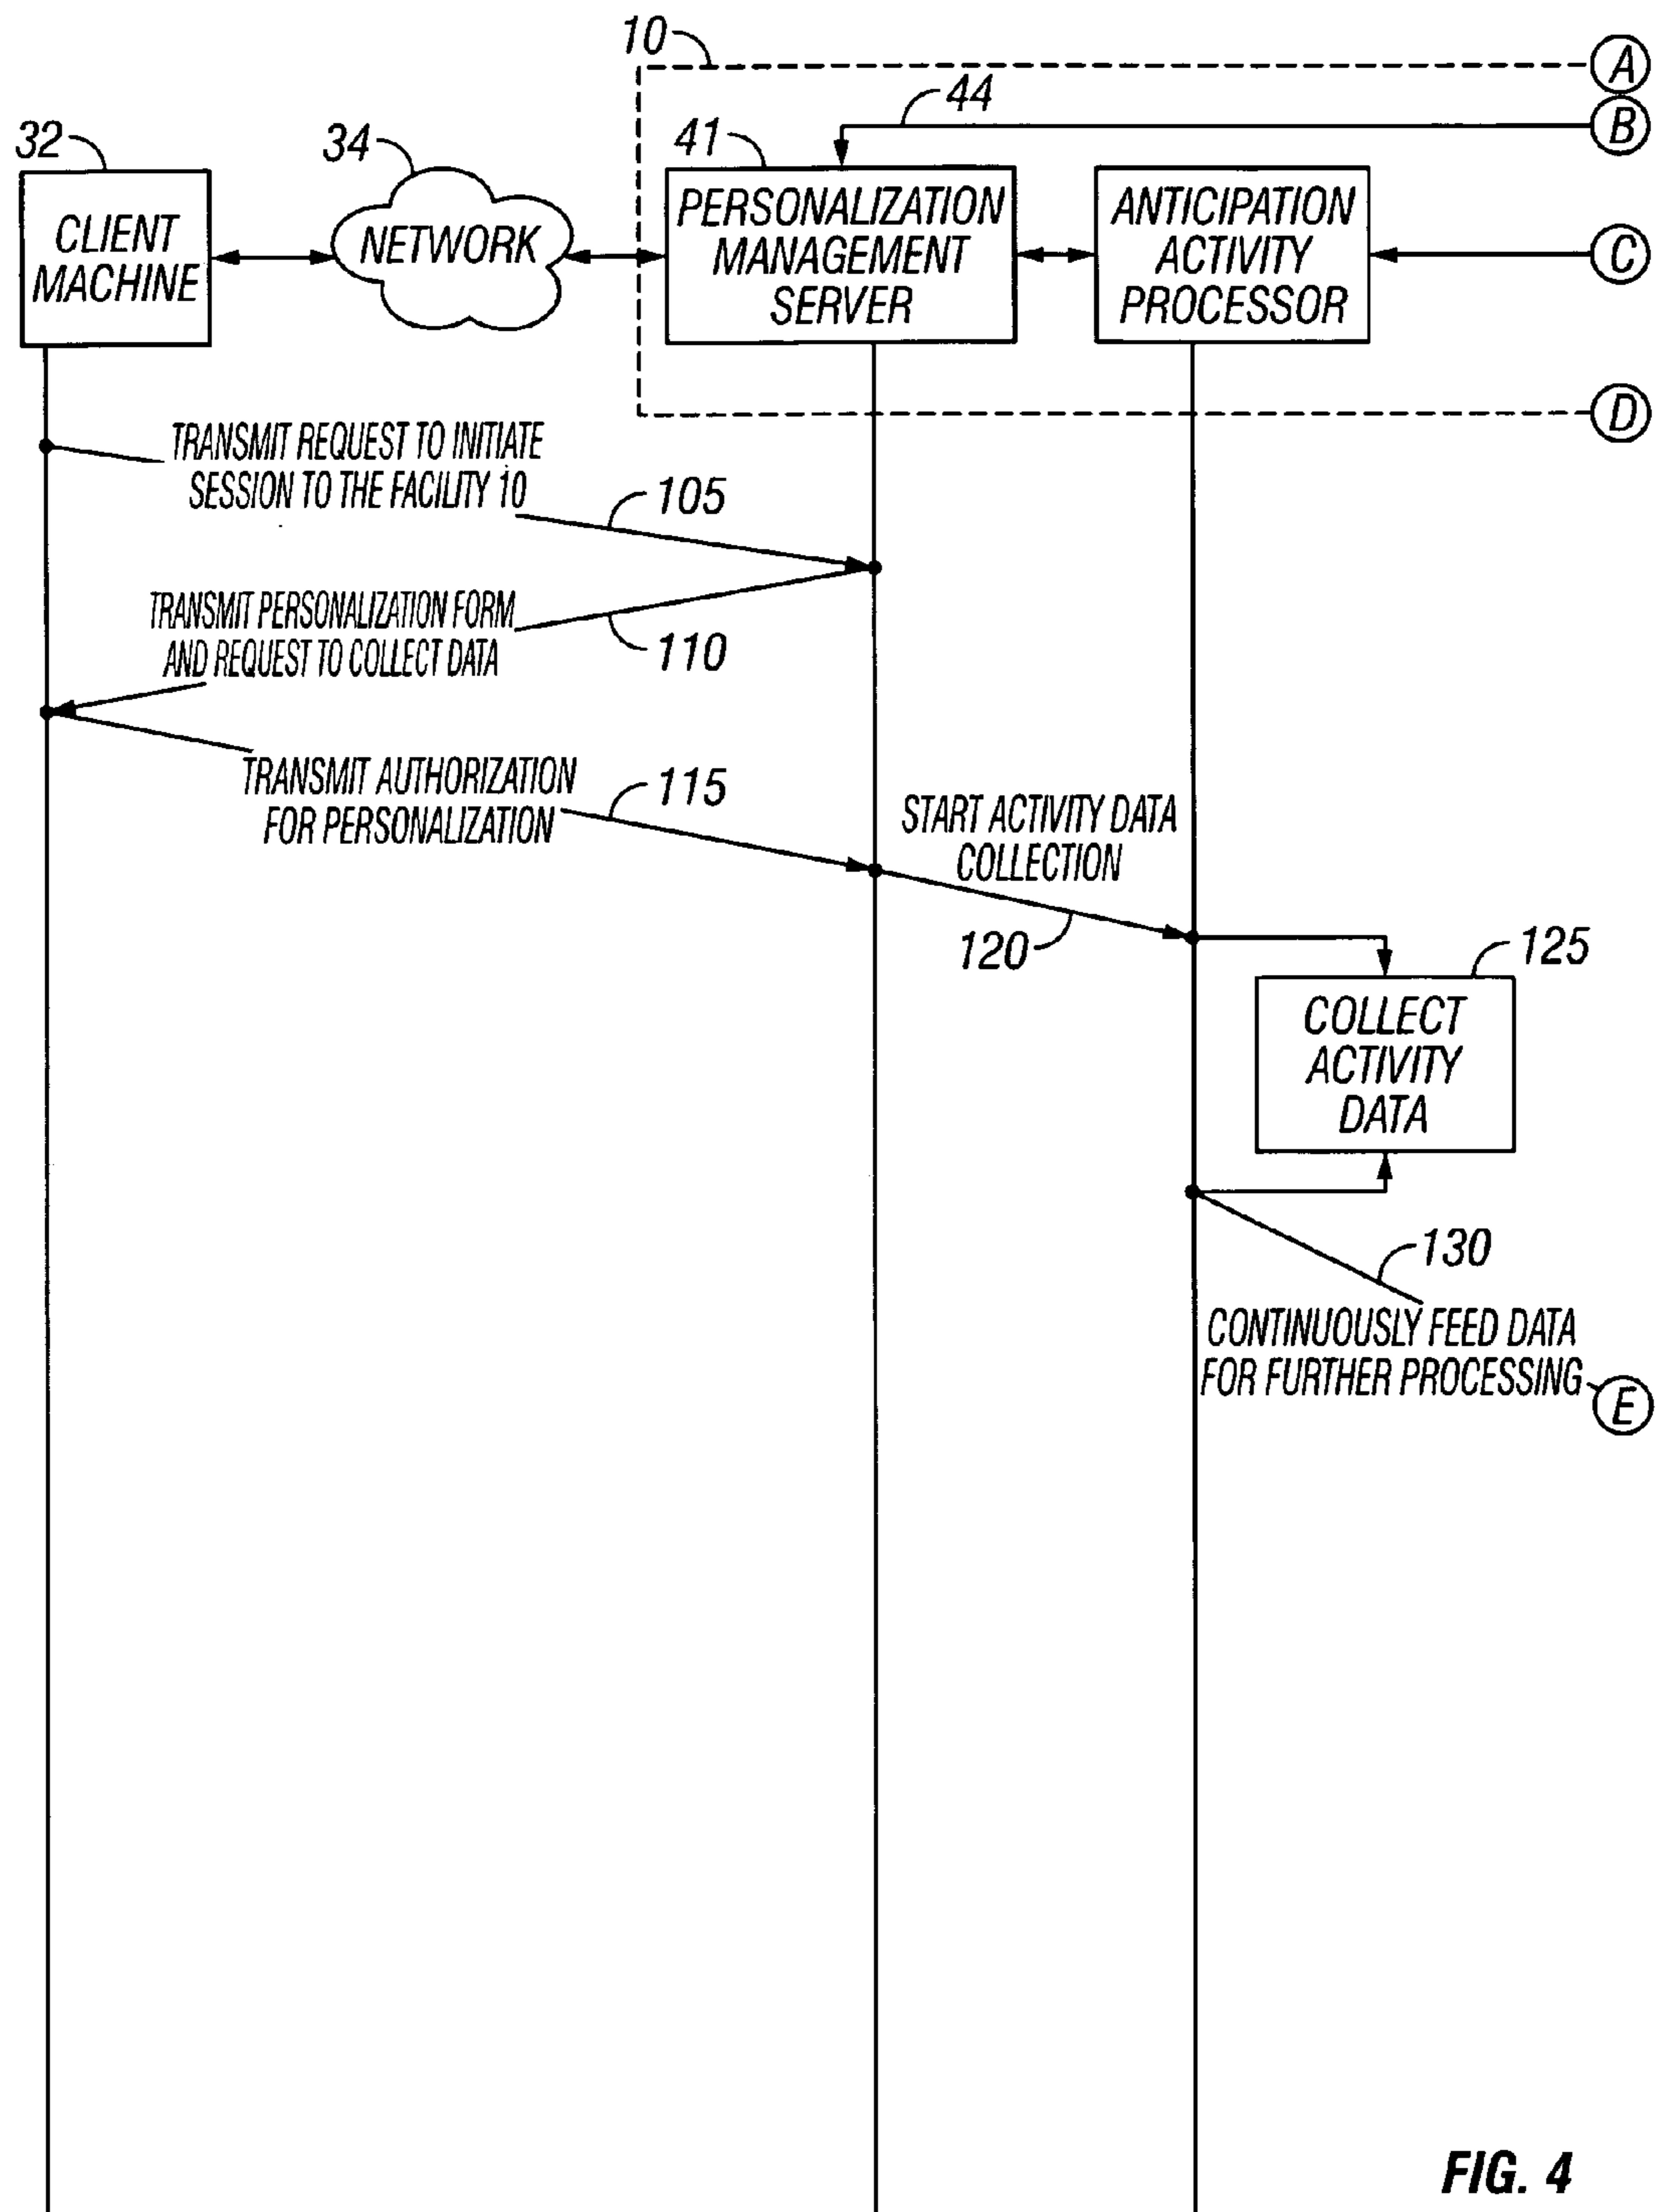 10
A
44
B
32
34
41
CLIENT
MACHINE
NETWORK
PERSONALIZATION
MANAGEMENT
SERVER
ANTICIPATION
ACTIVITY
PROCESSOR
C
D
TRANSMIT REQUEST TO INITIATE
SESSION TO THE FACILITY 10
105
TRANSMIT PERSONALIZATION FORM
AND REQUEST TO COLLECT DATA
110
TRANSMIT AUTHORIZATION
FOR PERSONALIZATION
115
START ACTIVITY DATA
COLLECTION
120
125
COLLECT
ACTIVITY
DATA
130
CONTINUOUSLY FEED DATA
FOR FURTHER PROCESSING
E
FIG. 4